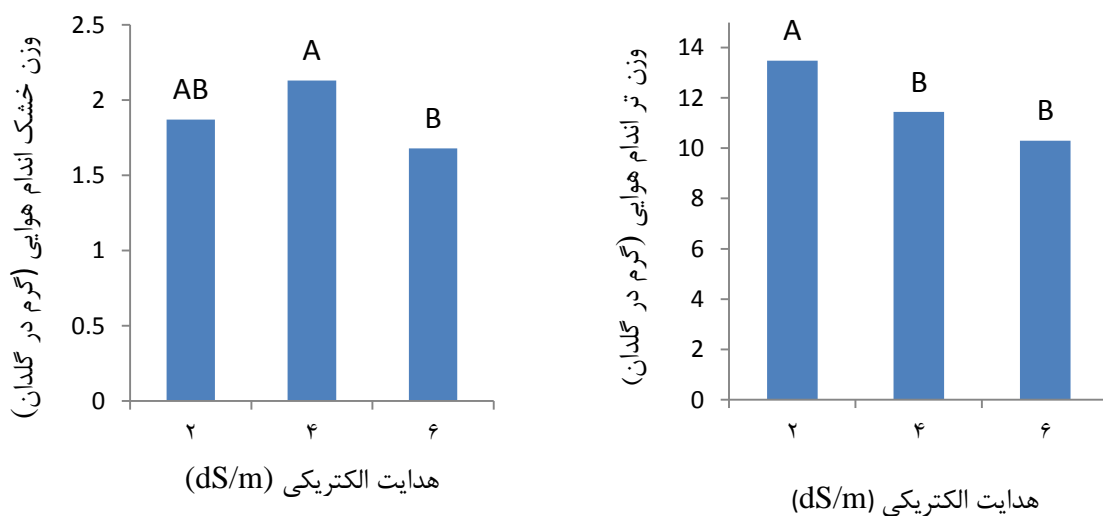 وزن خشک اندام هوایی (گرم در گلدان)
2.5
2
1.5
1
0.5
0
AB
A
B
۲ ۴ ۶
هدایت الکتریکی (dS/m)
وزن تر اندام هوایی (گرم در گلدان)
14
12
10
8
6
4
2
0
A
B
B
۲ ۴ ۶
هدایت الکتریکی (dS/m)